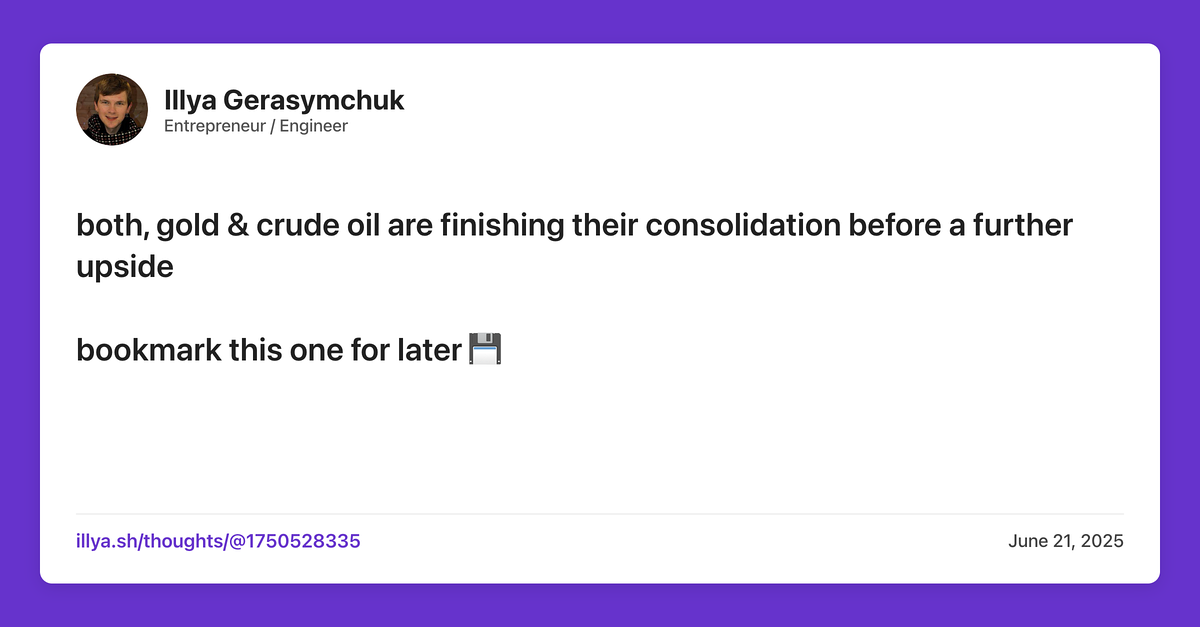 Illya Gerasymchuk
Entrepreneur / Engineer
both, gold & crude oil are finishing their consolidation before a further
upside
bookmark this one for later 💾
illya.sh/thoughts/@1750528335
June 21, 2025